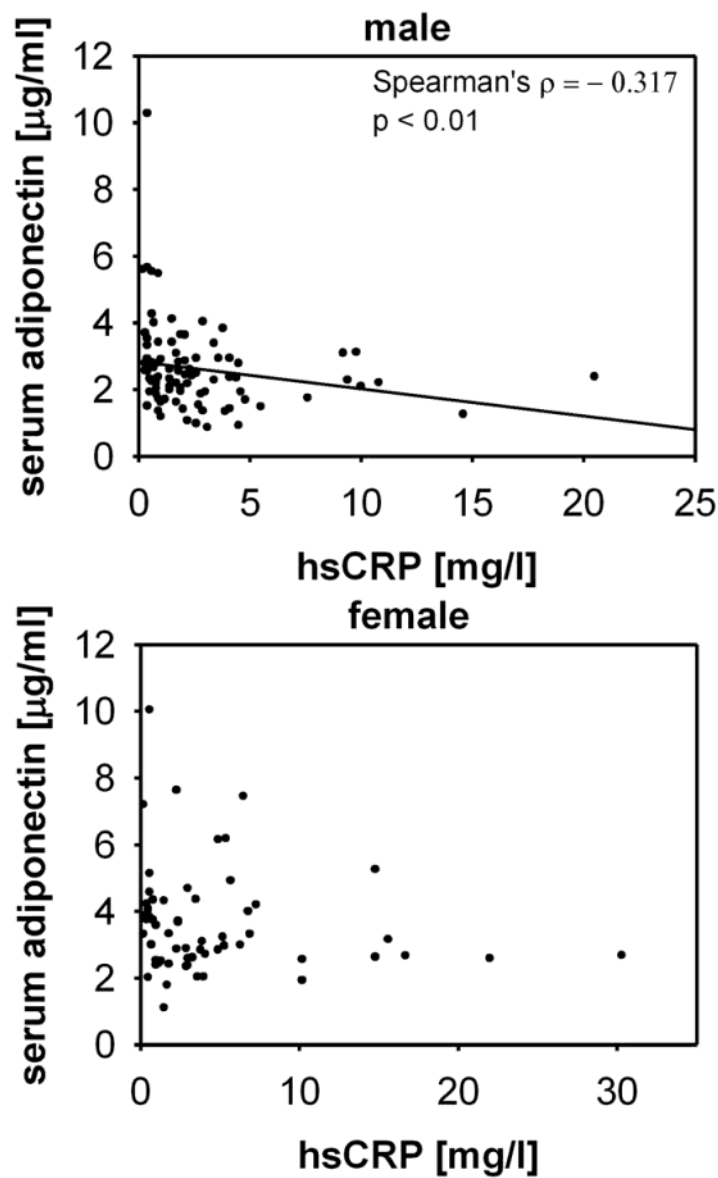 male
serum adiponectin [µg/ml]
12
10
8
6
4
2
0
Spearman's ρ = − 0.317
p < 0.01
0 5 10 15 20 25
hsCRP [mg/l]
female
serum adiponectin [µg/ml]
12
10
8
6
4
2
0
0 10 20 30
hsCRP [mg/l]